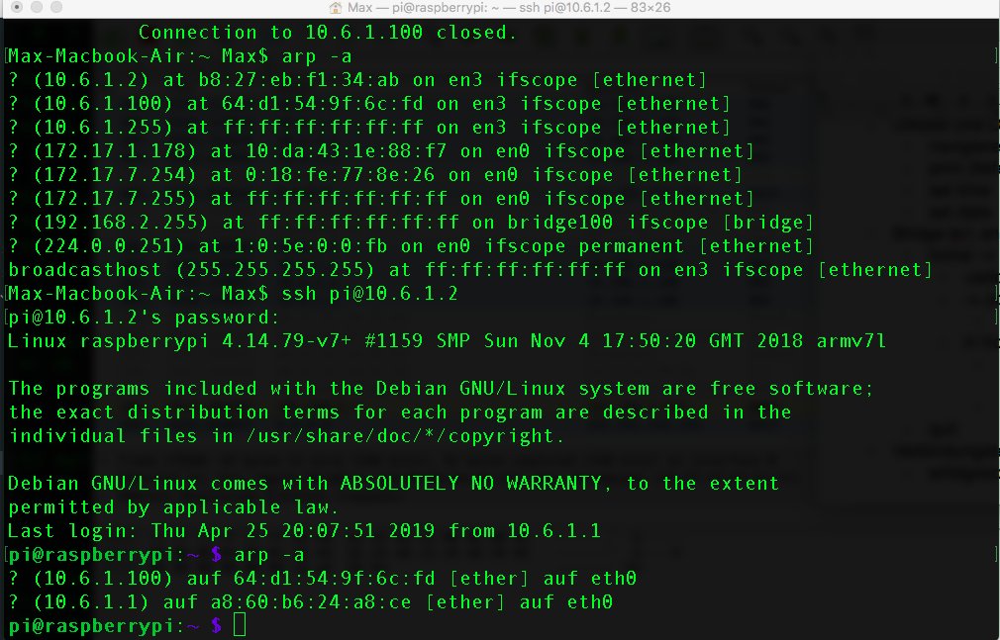 Max — pi@raspberrypi: ~ — ssh pi@10.6.1.2 — 83×26
Connection to 10.6.1.100 closed.
[Max-Macbook-Air:~ Max$ arp -a ]
? (10.6.1.2) at b8:27:eb:f1:34:ab on en3 ifscope [ethernet]
? (10.6.1.100) at 64:d1:54:9f:6c:fd on en3 ifscope [ethernet]
? (10.6.1.255) at ff:ff:ff:ff:ff:ff on en3 ifscope [ethernet]
? (172.17.1.178) at 10:da:43:1e:88:f7 on en0 ifscope [ethernet]
? (172.17.7.254) at 0:18:fe:77:8e:26 on en0 ifscope [ethernet]
? (172.17.7.255) at ff:ff:ff:ff:ff:ff on en0 ifscope [ethernet]
? (192.168.2.255) at ff:ff:ff:ff:ff:ff on bridge100 ifscope [bridge]
? (224.0.0.251) at 1:0:5e:0:0:fb on en0 ifscope permanent [ethernet]
broadcasthost (255.255.255.255) at ff:ff:ff:ff:ff:ff on en3 ifscope [ethernet]
[Max-Macbook-Air:~ Max$ ssh pi@10.6.1.2 ]
[pi@10.6.1.2's password: ]
Linux raspberrypi 4.14.79-v7+ #1159 SMP Sun Nov 4 17:50:20 GMT 2018 armv7l
The programs included with the Debian GNU/Linux system are free software;
the exact distribution terms for each program are described in the
individual files in /usr/share/doc/*/copyright.
Debian GNU/Linux comes with ABSOLUTELY NO WARRANTY, to the extent
permitted by applicable law.
Last login: Thu Apr 25 20:07:51 2019 from 10.6.1.1
[pi@raspberrypi:~ $ arp -a ]
? (10.6.1.100) auf 64:d1:54:9f:6c:fd [ether] auf eth0
? (10.6.1.1) auf a8:60:b6:24:a8:ce [ether] auf eth0
pi@raspberrypi:~ $